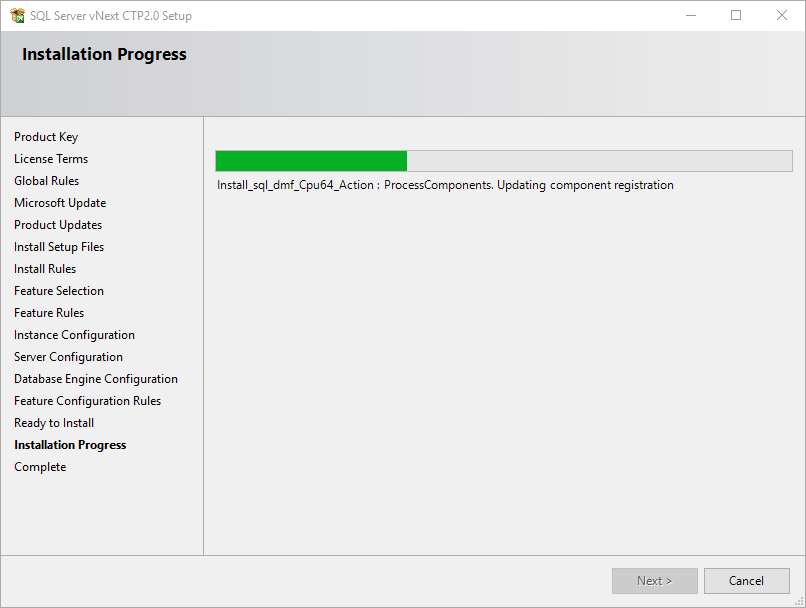 SQL Server vNext CTP2.0 Setup
Installation Progress
Product Key
License Terms
Global Rules
Microsoft Update
Product Updates
Install Setup Files
Install Rules
Feature Selection
Feature Rules
Instance Configuration
Server Configuration
Database Engine Configuration
Feature Configuration Rules
Ready to Install
Installation Progress
Complete
Install_sql_dmf_Cpu64_Action : ProcessComponents. Updating component registration
Next >
Cancel